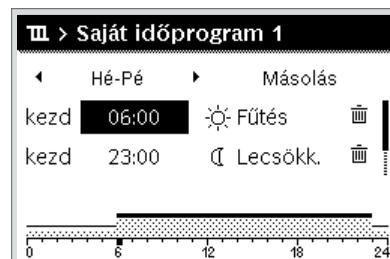 > Saját időprogram 1
Hé-Pé Másolás
kezd 06:00 Fűtés
kezd 23:00 Lecsökk.
0 6 12 18 24